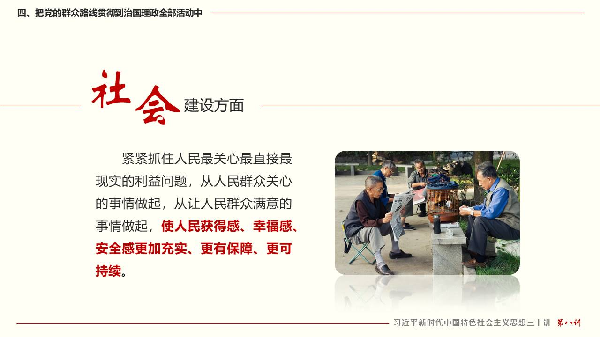 四、把党的群众路线贯彻到治国理政全部活动中
社会建设方面
紧紧抓住人民最关心最直接最
现实的利益问题，从人民群众关心
的事情做起，从让人民群众满意的
事情做起，使人民获得感、幸福感、
安全感更加充实、更有保障、更可
持续。
习近平新时代中国特色社会主义思想三十讲 第八讲